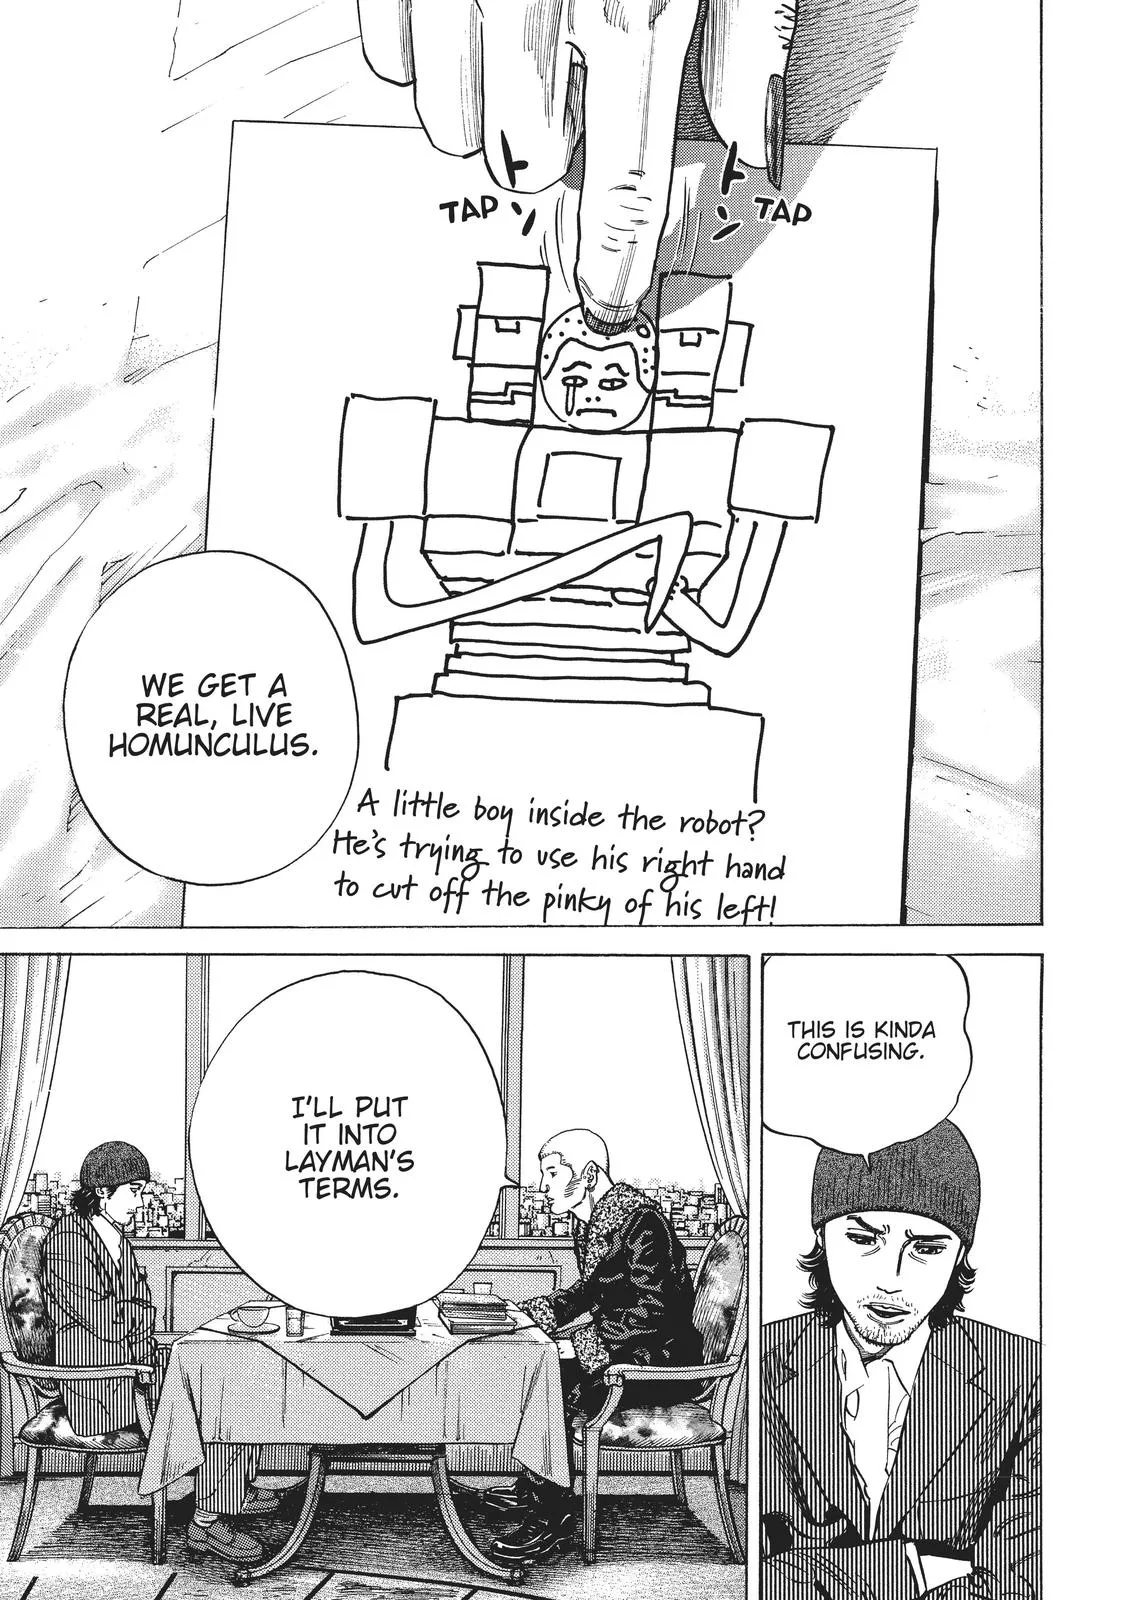 TAP
TAP
WE GET A
REAL, LIVE
HOMUNCULUS.
A little boy inside the robot?
He's trying to use his right hand
to cut off the pinky of his left!
THIS IS KINDA
CONFUSING.
I'LL PUT
IT INTO
LAYMAN'S
TERMS.